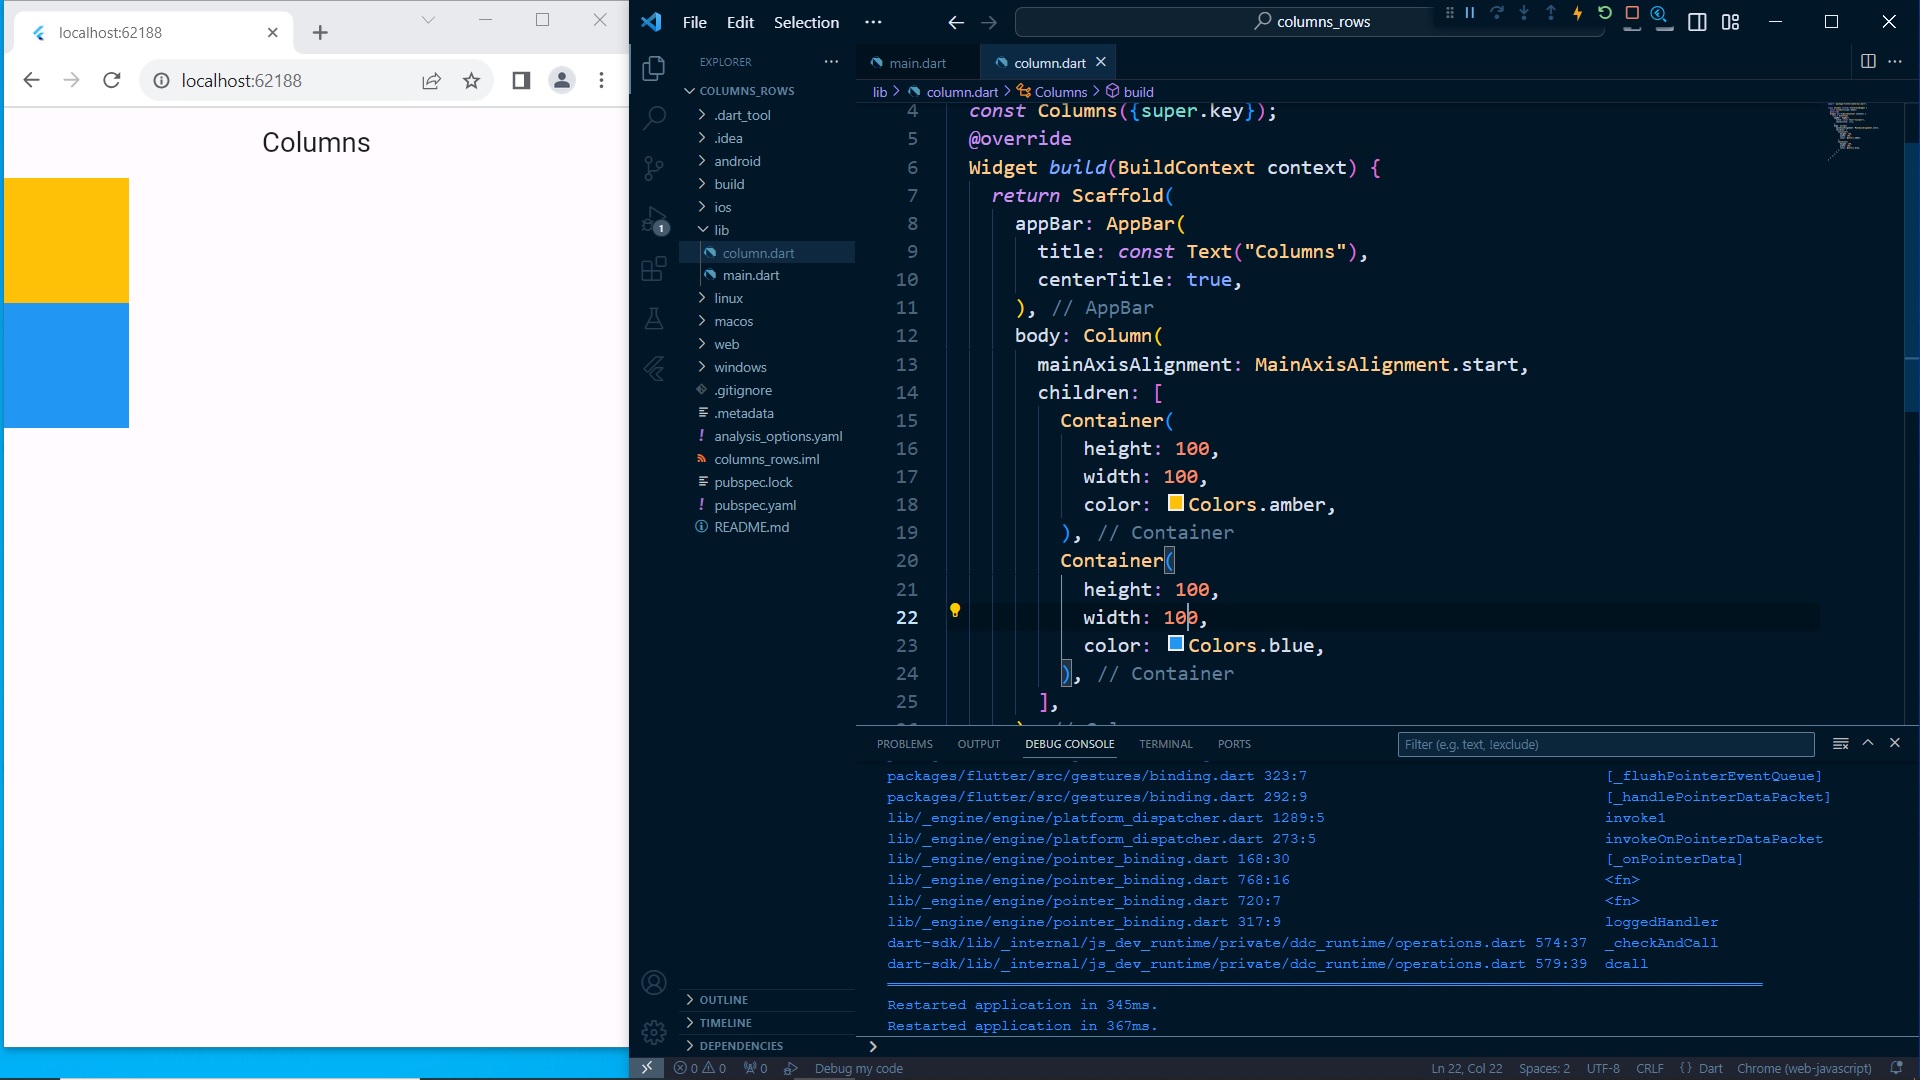 localhost:62188
localhost:62188
Columns
File Edit Selection ···
columns_rows
EXPLORER
COLUMNS_ROWS
.dart_tool
.idea
android
build
ios
lib
column.dart
main.dart
linux
macos
web
windows
.gitignore
.metadata
analysis_options.yaml
columns_rows.iml
pubspec.lock
pubspec.yaml
README.md
OUTLINE
TIMELINE
DEPENDENCIES
1
main.dart column.dart
lib > column.dart > Columns > build
4 const Columns({super.key});
5 @override
6 Widget build(BuildContext context) {
7 return Scaffold(
8 appBar: AppBar(
9 title: const Text("Columns"),
10 centerTitle: true,
11 ), // AppBar
12 body: Column(
13 mainAxisAlignment: MainAxisAlignment.start,
14 children: [
15 Container(
16 height: 100,
17 width: 100,
18 color: Colors.amber,
19 ), // Container
20 Container(
21 height: 100,
22 width: 100,
23 color: Colors.blue,
24 ), // Container
25 ],
PROBLEMS OUTPUT DEBUG CONSOLE TERMINAL PORTS Filter (e.g. text, !exclude)
packages/flutter/src/gestures/binding.dart 323:7 [_flushPointerEventQueue]
packages/flutter/src/gestures/binding.dart 292:9 [_handlePointerDataPacket]
lib/_engine/engine/platform_dispatcher.dart 1289:5 invoke1
lib/_engine/engine/platform_dispatcher.dart 273:5 invokeOnPointerDataPacket
lib/_engine/engine/pointer_binding.dart 168:30 [_onPointerData]
lib/_engine/engine/pointer_binding.dart 768:16 <fn>
lib/_engine/engine/pointer_binding.dart 720:7 <fn>
lib/_engine/engine/pointer_binding.dart 317:9 loggedHandler
dart-sdk/lib/_internal/js_dev_runtime/private/ddc_runtime/operations.dart 574:37 _checkAndCall
dart-sdk/lib/_internal/js_dev_runtime/private/ddc_runtime/operations.dart 579:39 dcall
Restarted application in 345ms.
Restarted application in 367ms.
0 0 0 Debug my code Ln 22, Col 22 Spaces: 2 UTF-8 CRLF {} Dart Chrome (web-javascript)